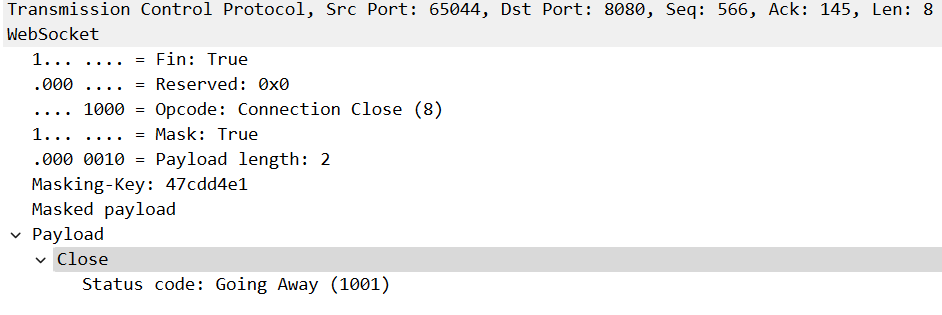 Transmission Control Protocol, Src Port: 65044, Dst Port: 8080, Seq: 566, Ack: 145, Len: 8
WebSocket
1... .... = Fin: True
.000 .... = Reserved: 0x0
.... 1000 = Opcode: Connection Close (8)
1... .... = Mask: True
.000 0010 = Payload length: 2
Masking-Key: 47cdd4e1
Masked payload
Payload
Close
Status code: Going Away (1001)